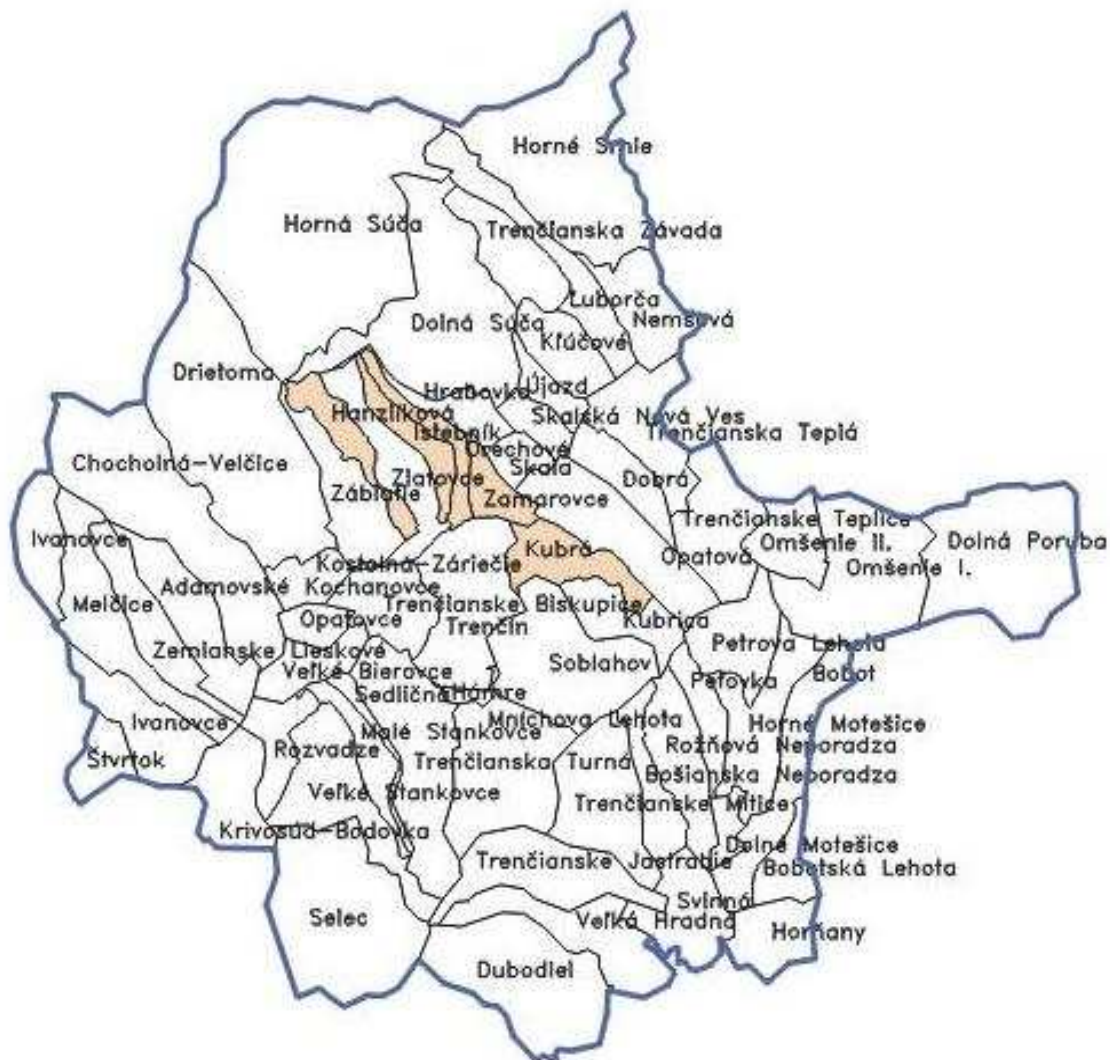 Horné Srnie
Horná Súča
Trenčianska Závada
Ľuborča
Nemšová
Dolná Súča
Kľúčové
Drietoma
Hrabovka
Újazd
Hanzlíková
Skalská Nová Ves
Istebník
Trenčianska Teplá
Orechové
Chocholná-Velčice
Skala
Zlatovce
Dobrá
Záblatie
Zamarovce
Trenčianske Teplice
Ivanovce
Kubrá
Omšenie II.
Dolná Poruba
Opatová
Kostolná-Záriečie
Omšenie I.
Adamovské Kochanovce
Melčice
Trenčianske Biskupice
Opatovce
Kubrica
Trenčín
Petrova Lehota
Zemianske Lieskové
Soblahov
Veľké Bierovce
Bobot
Peťovka
Sedlična
Hámre
Ivanovce
Mníchova Lehota
Horné Motešice
Malé Stankovce
Rozvadze
Rožňová Neporadza
Štvrtok
Trenčianska Turná
Bošianska Neporadza
Veľké Stankovce
Trenčianske Mitice
Krivosúd-Bodovka
Dolné Motešice
Trenčianske Jastrabie
Bobotská Lehota
Svinná
Selec
Veľká Hradná
Horňany
Dubodiel